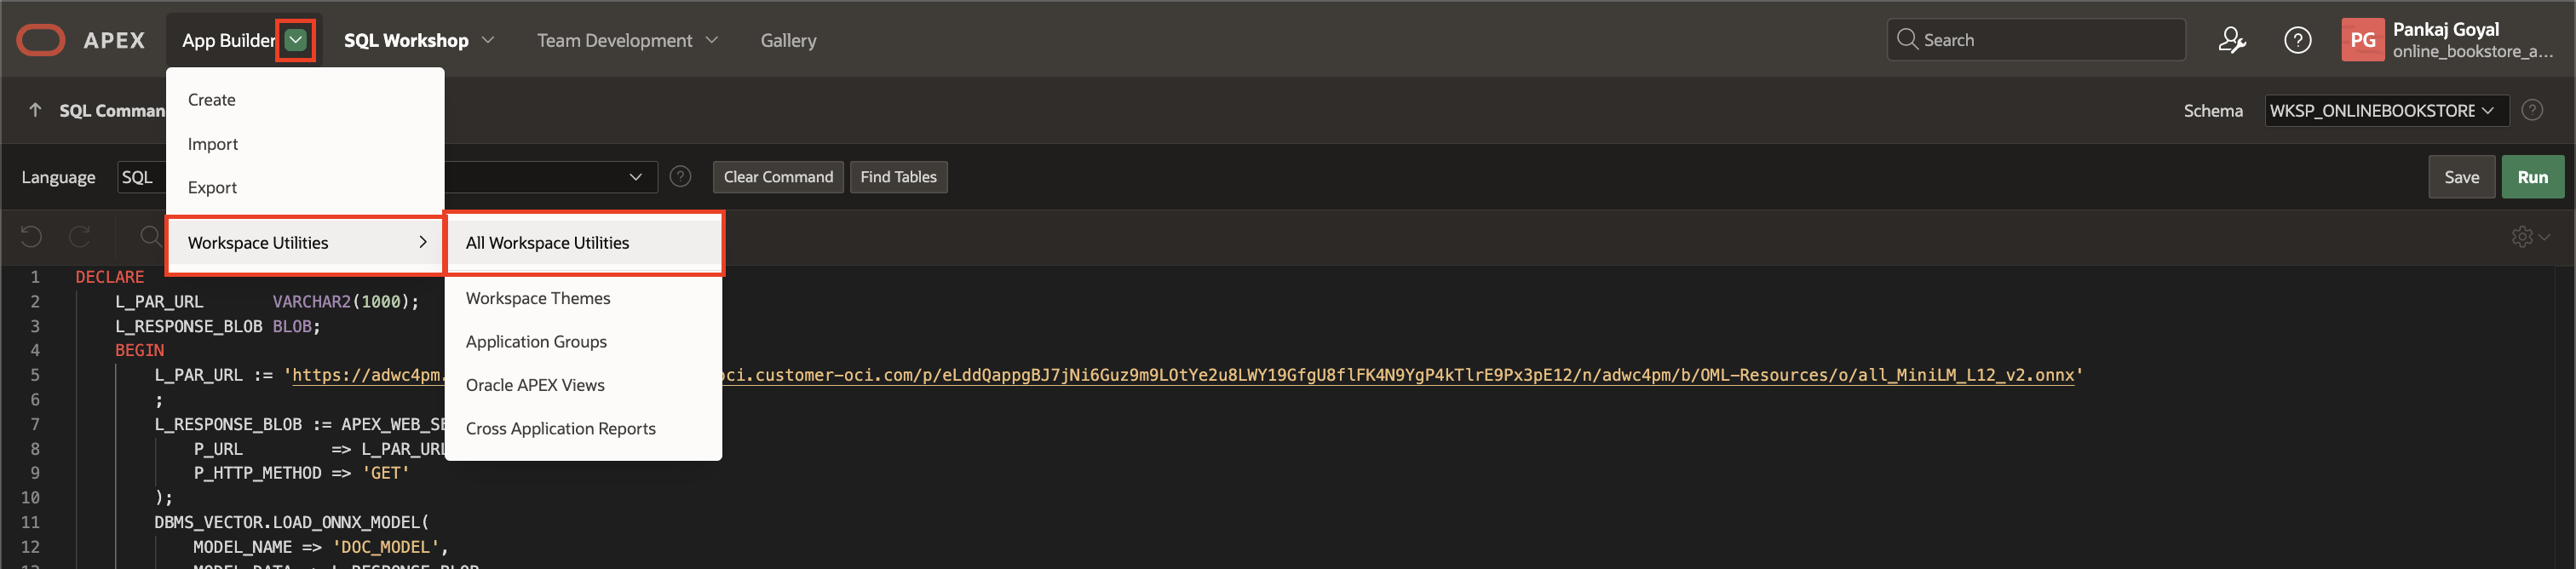 APEX App Builder SQL Workshop Team Development Gallery Search PG Pankaj Goyal
online_bookstore_a...
Create
SQL Comman Schema WKSP_ONLINEBOOKSTORE
Import
Language SQL Clear Command Find Tables Save Run
Export
Workspace Utilities All Workspace Utilities
Workspace Themes
Application Groups
Oracle APEX Views
Cross Application Reports
1 DECLARE
2 L_PAR_URL VARCHAR2(1000);
3 L_RESPONSE_BLOB BLOB;
4 BEGIN
5 L_PAR_URL := 'https://adwc4pm. oci.customer-oci.com/p/eLddQappgBJ7jNi6Guz9m9LOtYe2u8LWY19GfgU8flFK4N9YgP4kTlrE9Px3pE12/n/adwc4pm/b/OML-Resources/o/all_MiniLM_L12_v2.onnx'
6 ;
7 L_RESPONSE_BLOB := APEX_WEB_SE
8 P_URL => L_PAR_URL
9 P_HTTP_METHOD => 'GET'
10 );
11 DBMS_VECTOR.LOAD_ONNX_MODEL(
12 MODEL_NAME => 'DOC_MODEL',